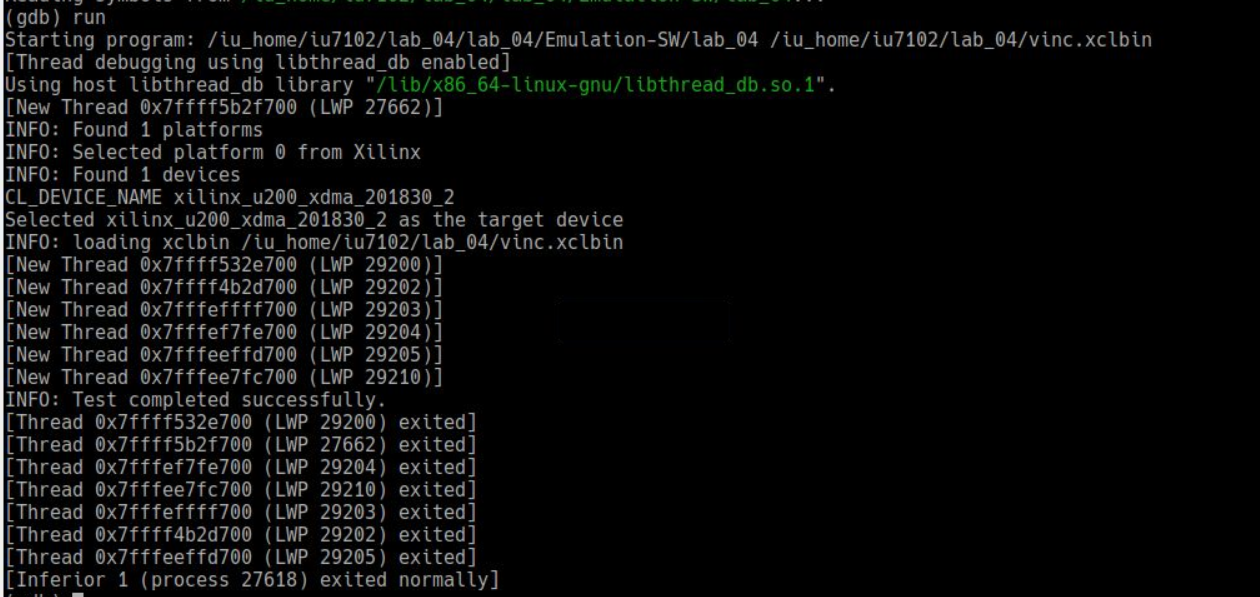 (gdb) run
Starting program: /iu_home/iu7102/lab_04/lab_04/Emulation-SW/lab_04 /iu_home/iu7102/lab_04/vinc.xclbin
[Thread debugging using libthread_db enabled]
Using host libthread_db library "/lib/x86_64-linux-gnu/libthread_db.so.1".
[New Thread 0x7ffff5b2f700 (LWP 27662)]
INFO: Found 1 platforms
INFO: Selected platform 0 from Xilinx
INFO: Found 1 devices
CL_DEVICE_NAME xilinx_u200_xdma_201830_2
Selected xilinx_u200_xdma_201830_2 as the target device
INFO: loading xclbin /iu_home/iu7102/lab_04/vinc.xclbin
[New Thread 0x7ffff532e700 (LWP 29200)]
[New Thread 0x7ffff4b2d700 (LWP 29202)]
[New Thread 0x7fffeffff700 (LWP 29203)]
[New Thread 0x7fffef7fe700 (LWP 29204)]
[New Thread 0x7fffeeffd700 (LWP 29205)]
[New Thread 0x7fffee7fc700 (LWP 29210)]
INFO: Test completed successfully.
[Thread 0x7ffff532e700 (LWP 29200) exited]
[Thread 0x7ffff5b2f700 (LWP 27662) exited]
[Thread 0x7fffef7fe700 (LWP 29204) exited]
[Thread 0x7fffee7fc700 (LWP 29210) exited]
[Thread 0x7fffeffff700 (LWP 29203) exited]
[Thread 0x7ffff4b2d700 (LWP 29202) exited]
[Thread 0x7fffeeffd700 (LWP 29205) exited]
[Inferior 1 (process 27618) exited normally]